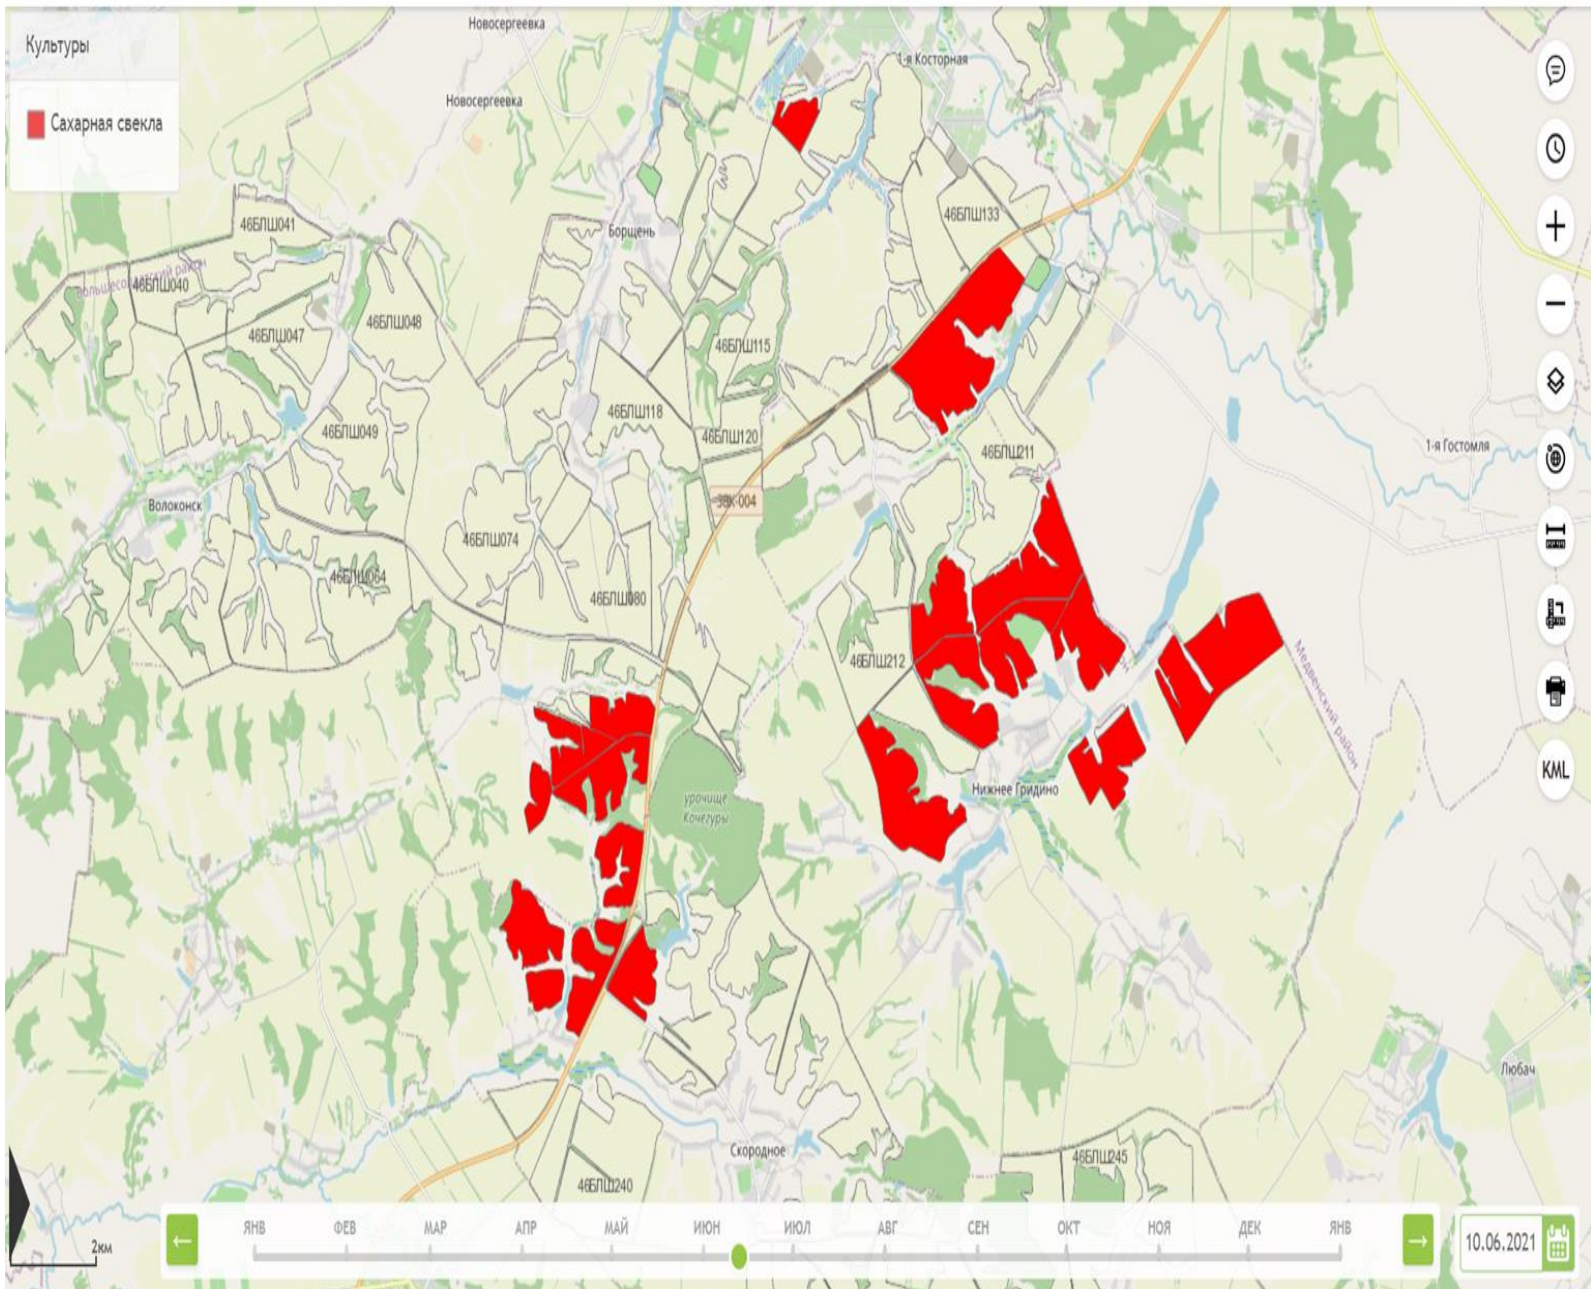 Культуры
Сахарная свекла
Новосергеевка
1-я Косторная
Новосергеевка
46БЛШ133
46БЛШ041
Борщень
Большесолдатский район
46БЛШ040
46БЛШ047
46БЛШ048
46БЛШ115
46БЛШ118
46БЛШ049
46БЛШ120
46БЛШ211
1-я Гостомля
Волоконск
46БЛШ074
46БЛШ064
46БЛШ080
46БЛШ212
Медвенский район
KML
Нижнее Гридино
урочище
Кочегуры
Любач
Скородное
46БЛШ245
46БЛШ240
2км
←
ЯНВ ФЕВ МАР АПР МАЙ ИЮН ИЮЛ АВГ СЕН ОКТ НОЯ ДЕК ЯНВ
→
10.06.2021